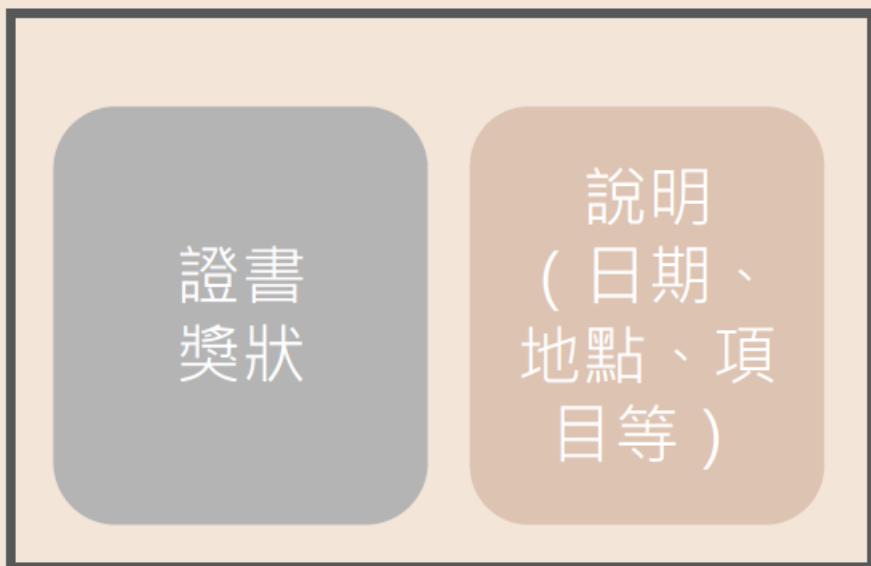 證書
獎狀
說明
（日期、
地點、項
目等）